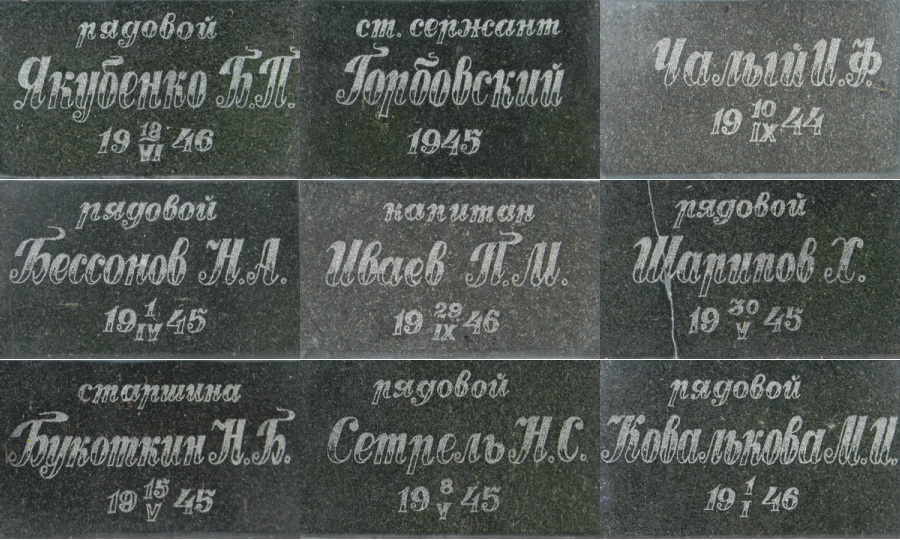 рядовой
Якубенко Б.П.
19 19/VI 46
ст. сержант
Горбовский
1945
Чалый И.Ф
19 10/IX 44
рядовой
Бессонов Н.А.
19 1/IV 45
капитан
Иваев П.М.
19 29/IX 46
рядовой
Шарипов Х.
19 30/V 45
старшина
Букоткин Н.Б.
19 15/V 45
рядовой
Сетрель Н.С.
19 8/V 45
рядовой
Ковалькова М.И.
19 1/I 46